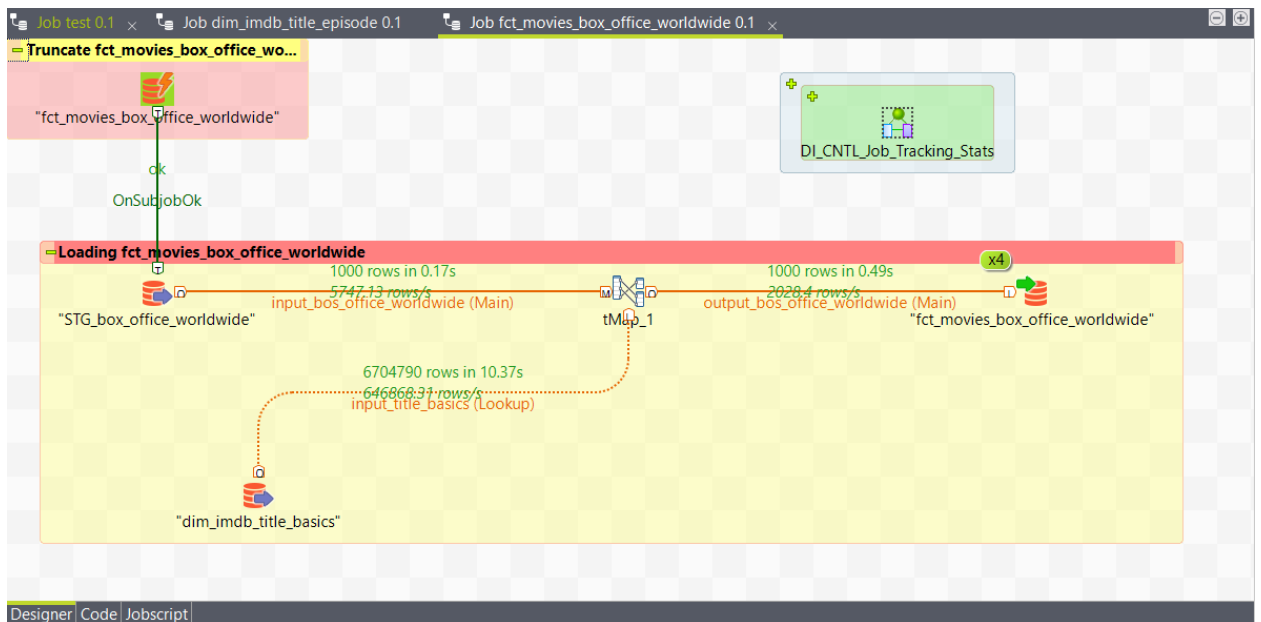 Job test 0.1
Job dim_imdb_title_episode 0.1
Job fct_movies_box_office_worldwide 0.1
Truncate fct_movies_box_office_wo...
"fct_movies_box_office_worldwide"
T
ok
OnSubjobOk
DI_CNTL_Job_Tracking_Stats
Loading fct_movies_box_office_worldwide
T
1000 rows in 0.17s
5747.13 rows/s
input_bos_office_worldwide (Main)
"STG_box_office_worldwide"
O
M
tMap_1
O
L
1000 rows in 0.49s
2028.4 rows/s
output_bos_office_worldwide (Main)
x4
I
"fct_movies_box_office_worldwide"
6704790 rows in 10.37s
646868.31 rows/s
input_title_basics (Lookup)
O
"dim_imdb_title_basics"
Designer
Code
Jobscript